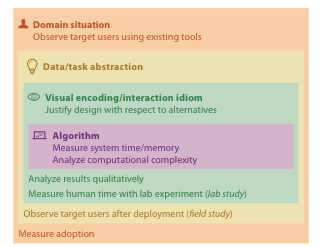 Domain situation
Observe target users using existing tools
Data/task abstraction
Visual encoding/interaction idiom
Justify design with respect to alternatives
Algorithm
Measure system time/memory
Analyze computational complexity
Analyze results qualitatively
Measure human time with lab experiment (lab study)
Observe target users after deployment (field study)
Measure adoption